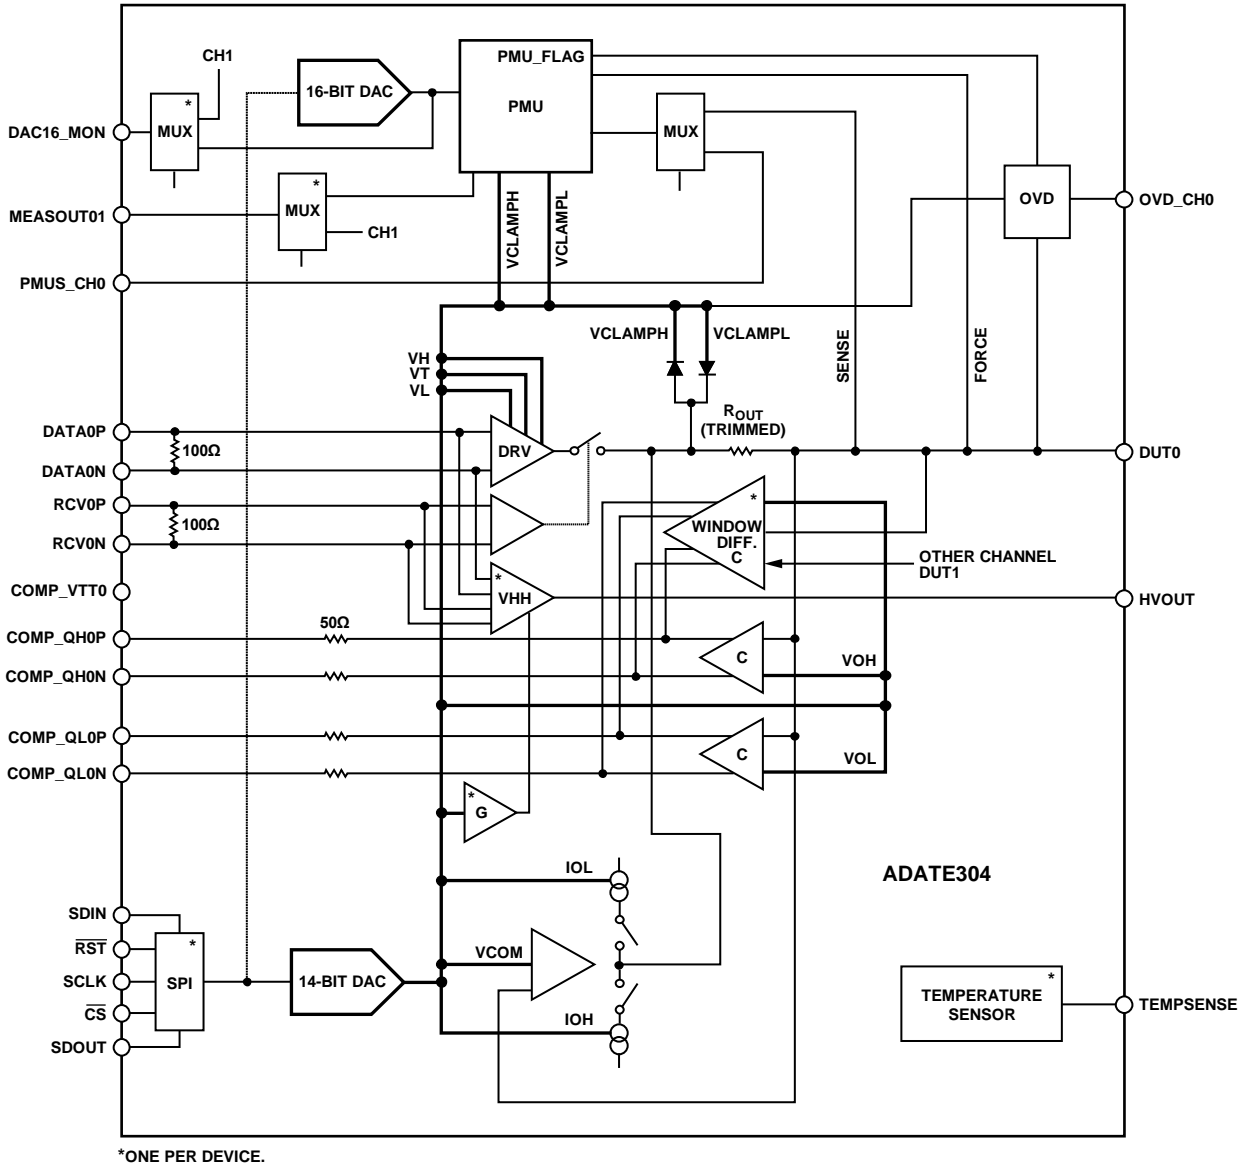 CH1
PMU_FLAG
16-BIT DAC
PMU
*
MUX
MUX
DAC16_MON
*
MUX
MEASOUT01
CH1
VCLAMPH
VCLAMPL
OVD
OVD_CH0
PMUS_CH0
VCLAMPH
VCLAMPL
SENSE
FORCE
VH
VT
VL
ROUT
(TRIMMED)
DATA0P
100Ω
DRV
DUT0
DATA0N
RCV0P
100Ω
RCV0N
*
WINDOW
DIFF.
C
OTHER CHANNEL
DUT1
COMP_VTT0
*
VHH
HVOUT
50Ω
COMP_QH0P
C
VOH
COMP_QH0N
COMP_QL0P
C
VOL
COMP_QL0N
*
G
IOL
ADATE304
SDIN
RST
*
SPI
SCLK
CS
SDOUT
14-BIT DAC
VCOM
IOH
*
TEMPERATURE
SENSOR
TEMPSENSE
*ONE PER DEVICE.